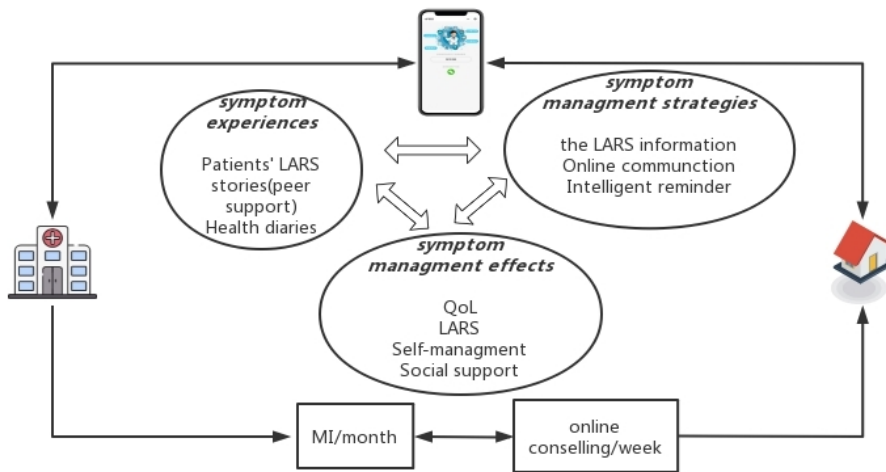 symptom
experiences
Patients' LARS
stories(peer
support)
Health diaries
symptom
managment strategies
the LARS information
Online communction
Intelligent reminder
symptom
managment effects
QoL
LARS
Self-managment
Social support
MI/month
online
conselling/week